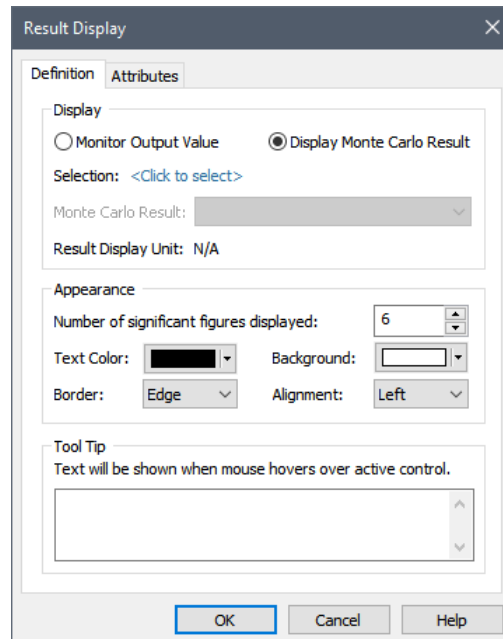 Result Display
Definition Attributes
Display
Monitor Output Value Display Monte Carlo Result
Selection: <Click to select>
Monte Carlo Result:
Result Display Unit: N/A
Appearance
Number of significant figures displayed: 6
Text Color: Background:
Border: Edge Alignment: Left
Tool Tip
Text will be shown when mouse hovers over active control.
OK Cancel Help